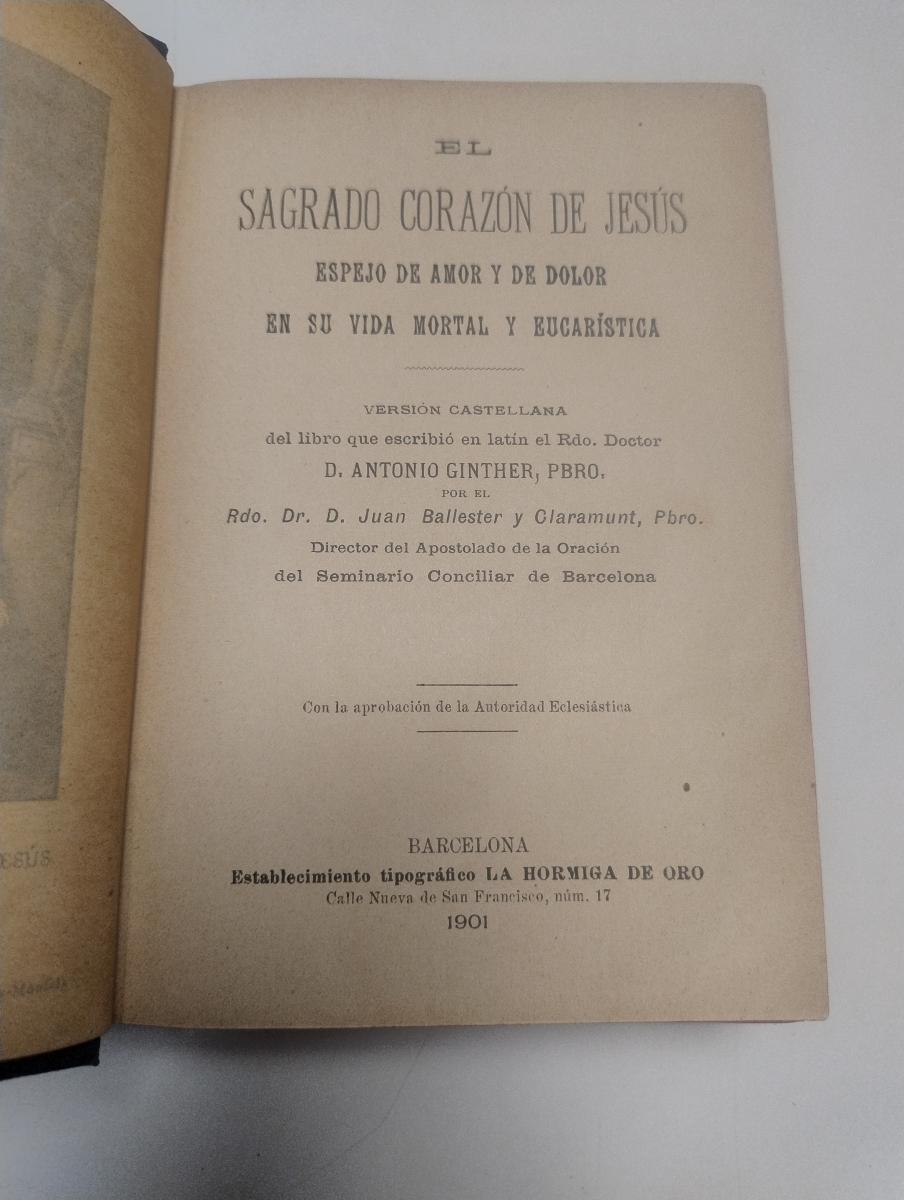 EL
SAGRADO CORAZÓN DE JESÚS
ESPEJO DE AMOR Y DE DOLOR
EN SU VIDA MORTAL Y EUCARÍSTICA
VERSIÓN CASTELLANA
del libro que escribió en latín el Rdo. Doctor
D. ANTONIO GINTHER, PBRO.
POR EL
Rdo. Dr. D. Juan Ballester y Claramunt, Pbro.
Director del Apostolado de la Oración
del Seminario Conciliar de Barcelona
Con la aprobación de la Autoridad Eclesiástica
BARCELONA
Establecimiento tipográfico LA HORMIGA DE ORO
Calle Nueva de San Francisco, núm. 17
1901